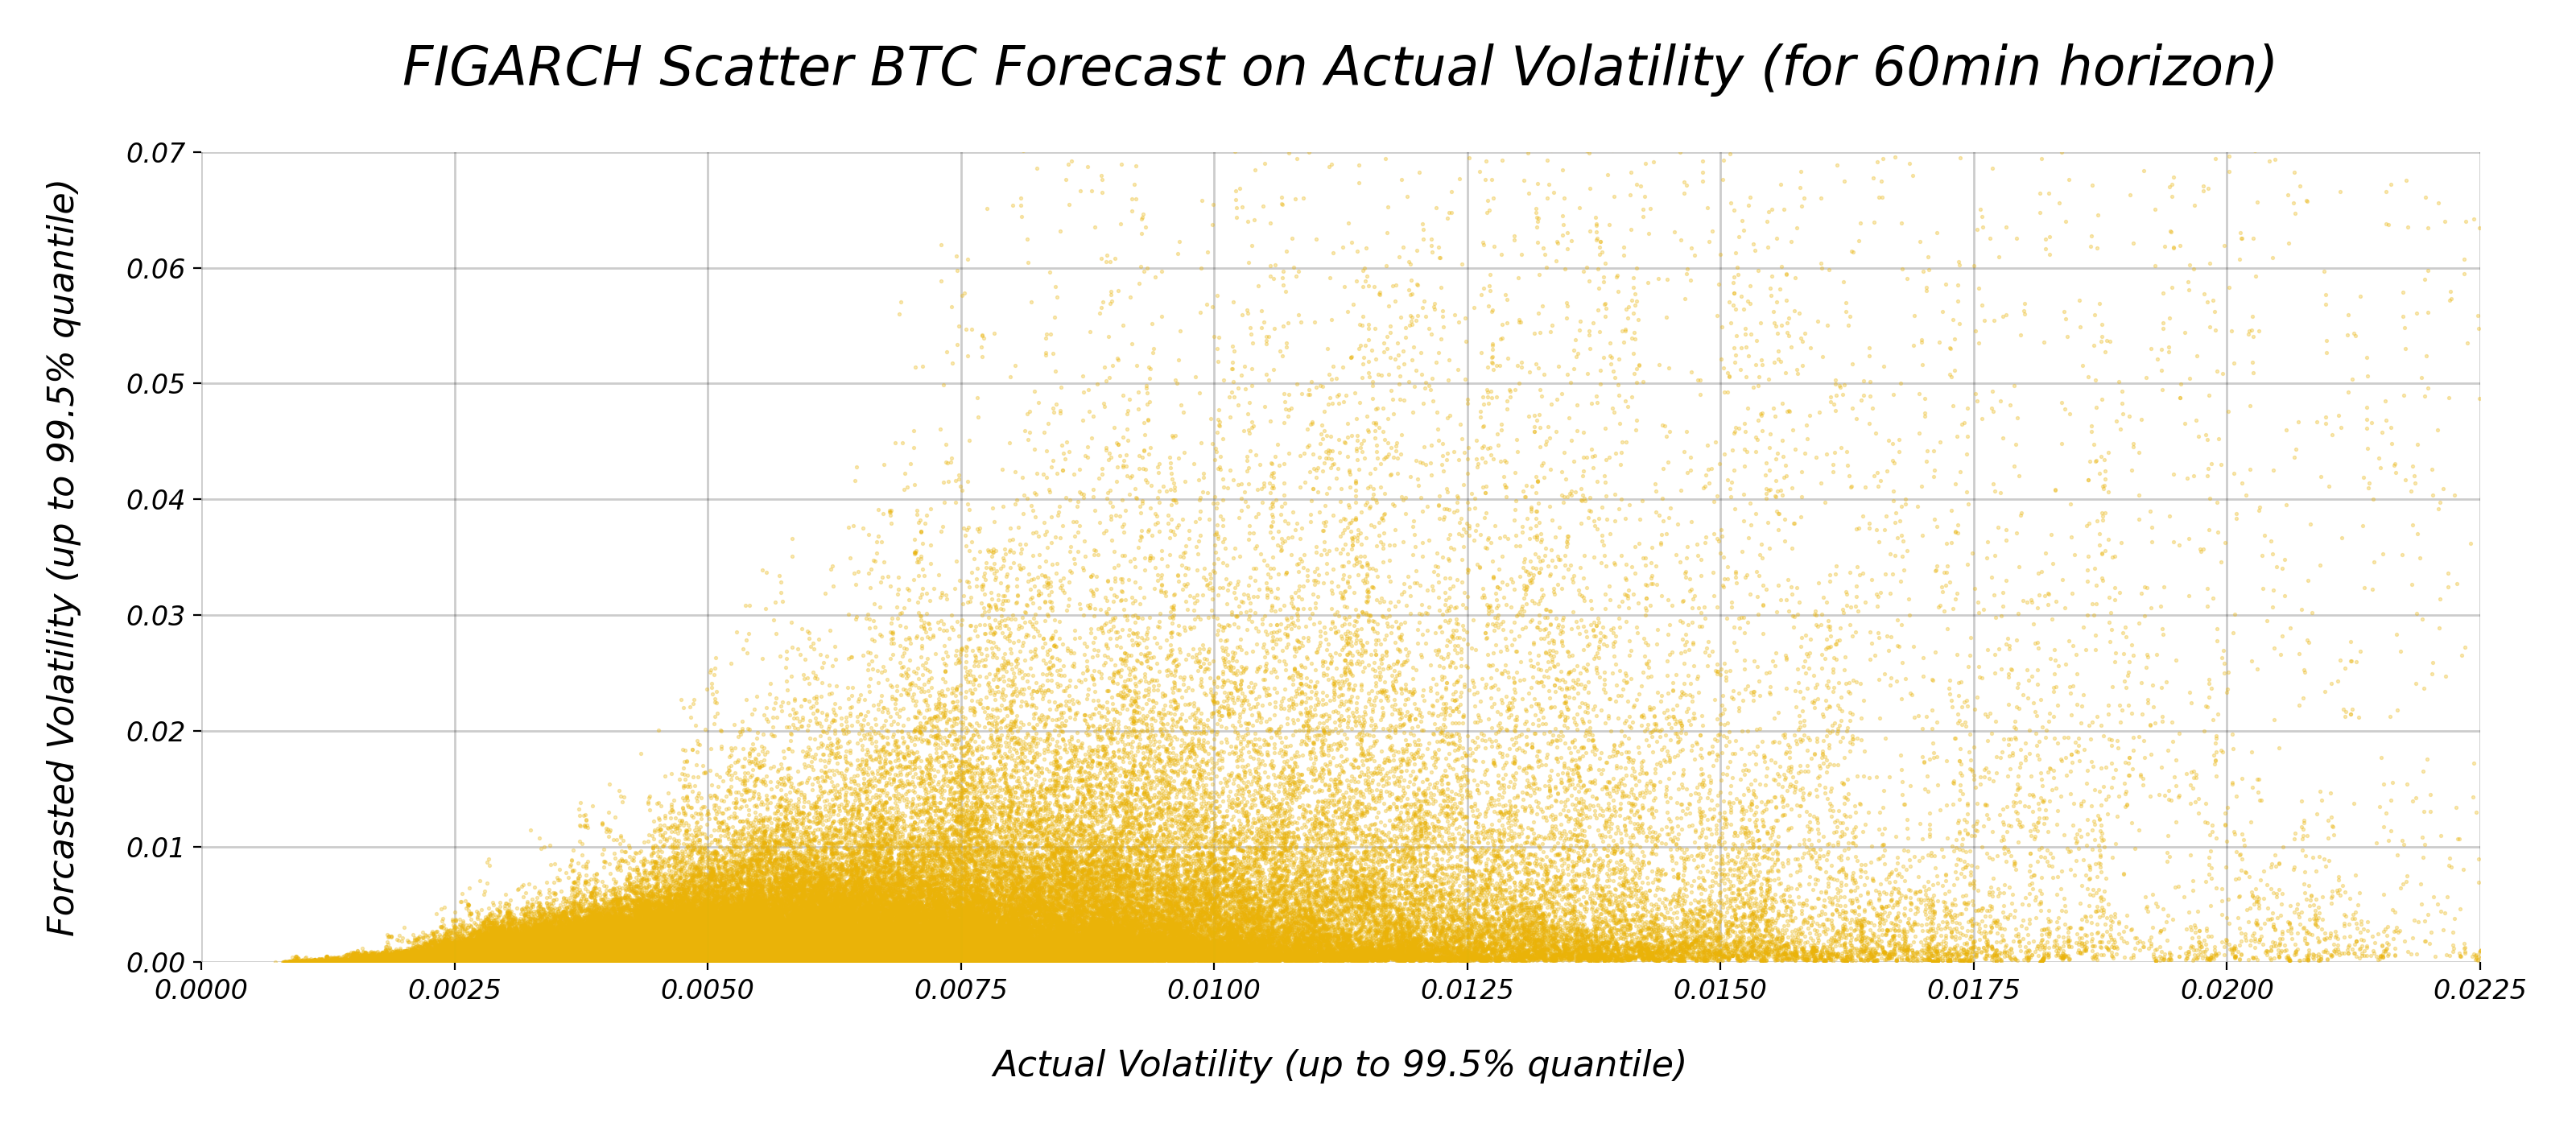 FIGARCH Scatter BTC Forecast on Actual Volatility (for 60min horizon)
Forcasted Volatility (up to 99.5% quantile)
0.07
0.06
0.05
0.04
0.03
0.02
0.01
0.00
0.0000 0.0025 0.0050 0.0075 0.0100 0.0125 0.0150 0.0175 0.0200 0.0225
Actual Volatility (up to 99.5% quantile)